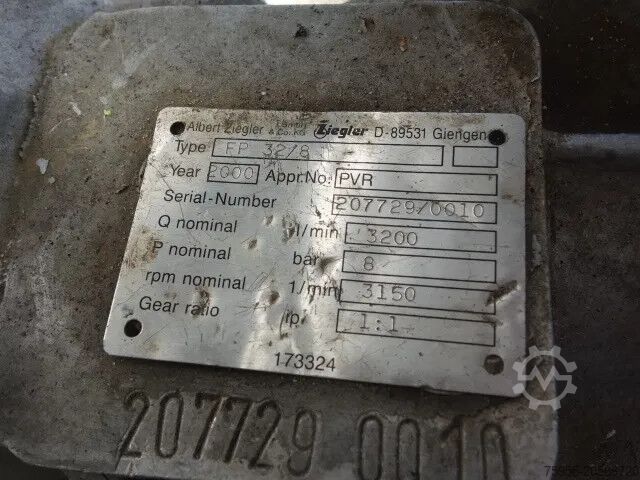 Albert Ziegler GmbH & Co. KG Ziegler D-89531 Giengen
Type FP 32/8
Year 2000 Appr.No: PVR
Serial-Number 207729/0010
Q nominal l/min 3200
P nominal bar 8
rpm nominal 1/min 3150
Gear ratio ip 1:1
173324
207729 0010